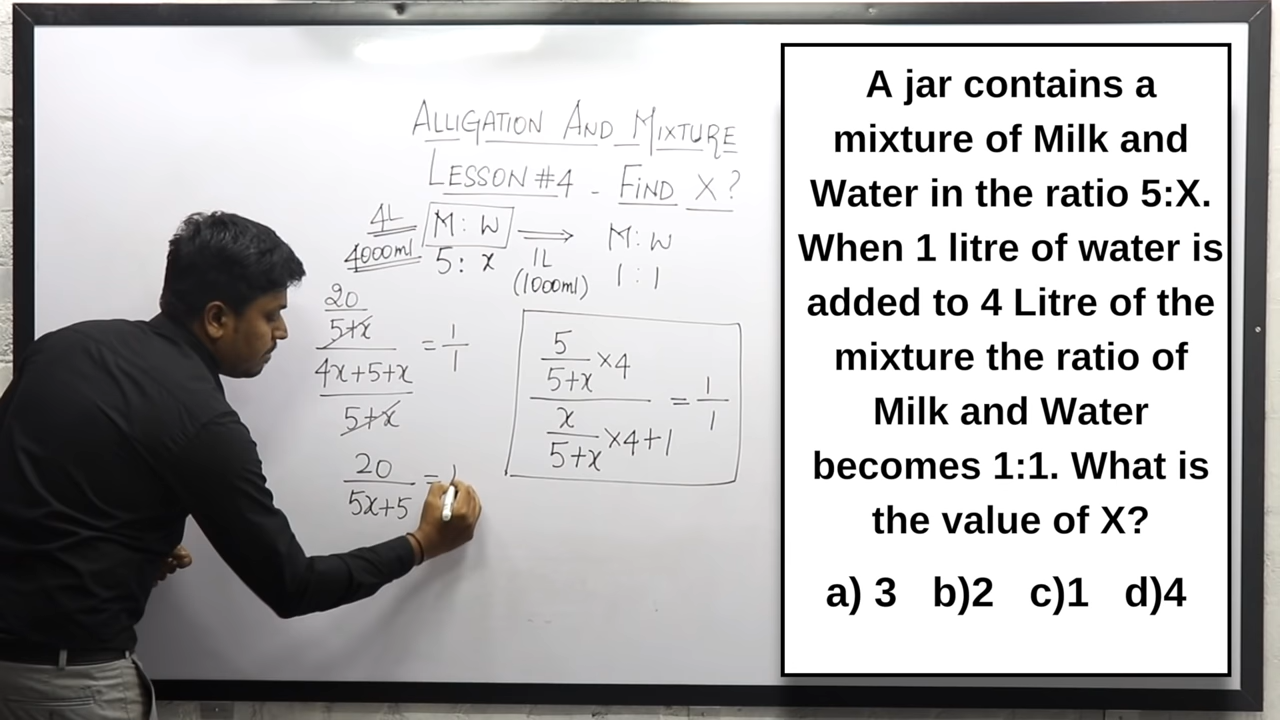 ALLIGATION AND MIXTURE
LESSON #4 - FIND X?
4L
4000ml
M : W
5 : x
1L
(1000ml)
M : W
1 : 1
20
5+x
4x+5+x
5+x
= 1/1
20
5x+5
= 1
5/5+x ×4
x/5+x ×4+1
= 1/1
A jar contains a
mixture of Milk and
Water in the ratio 5:X.
When 1 litre of water is
added to 4 Litre of the
mixture the ratio of
Milk and Water
becomes 1:1. What is
the value of X?
a) 3 b)2 c)1 d)4